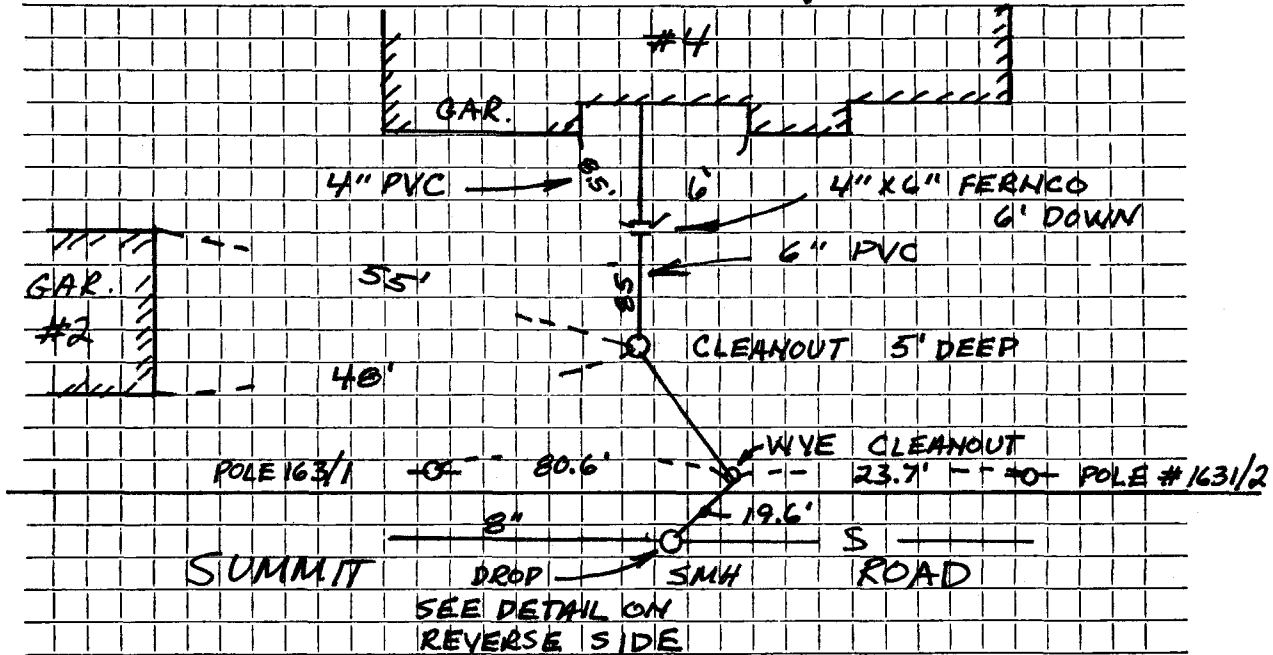 #4
GAR.
4" PVC
8.5'
6'
4" X 6" FERNCO
6' DOWN
6" PVC
GAR.
#2
55'
85'
CLEANOUT 5' DEEP
48'
WYE CLEANOUT
POLE 163/1
80.6'
23.7'
POLE # 1631/2
8"
19.6'
S
SUMMIT
DROP
SMH
ROAD
SEE DETAIL ON
REVERSE SIDE